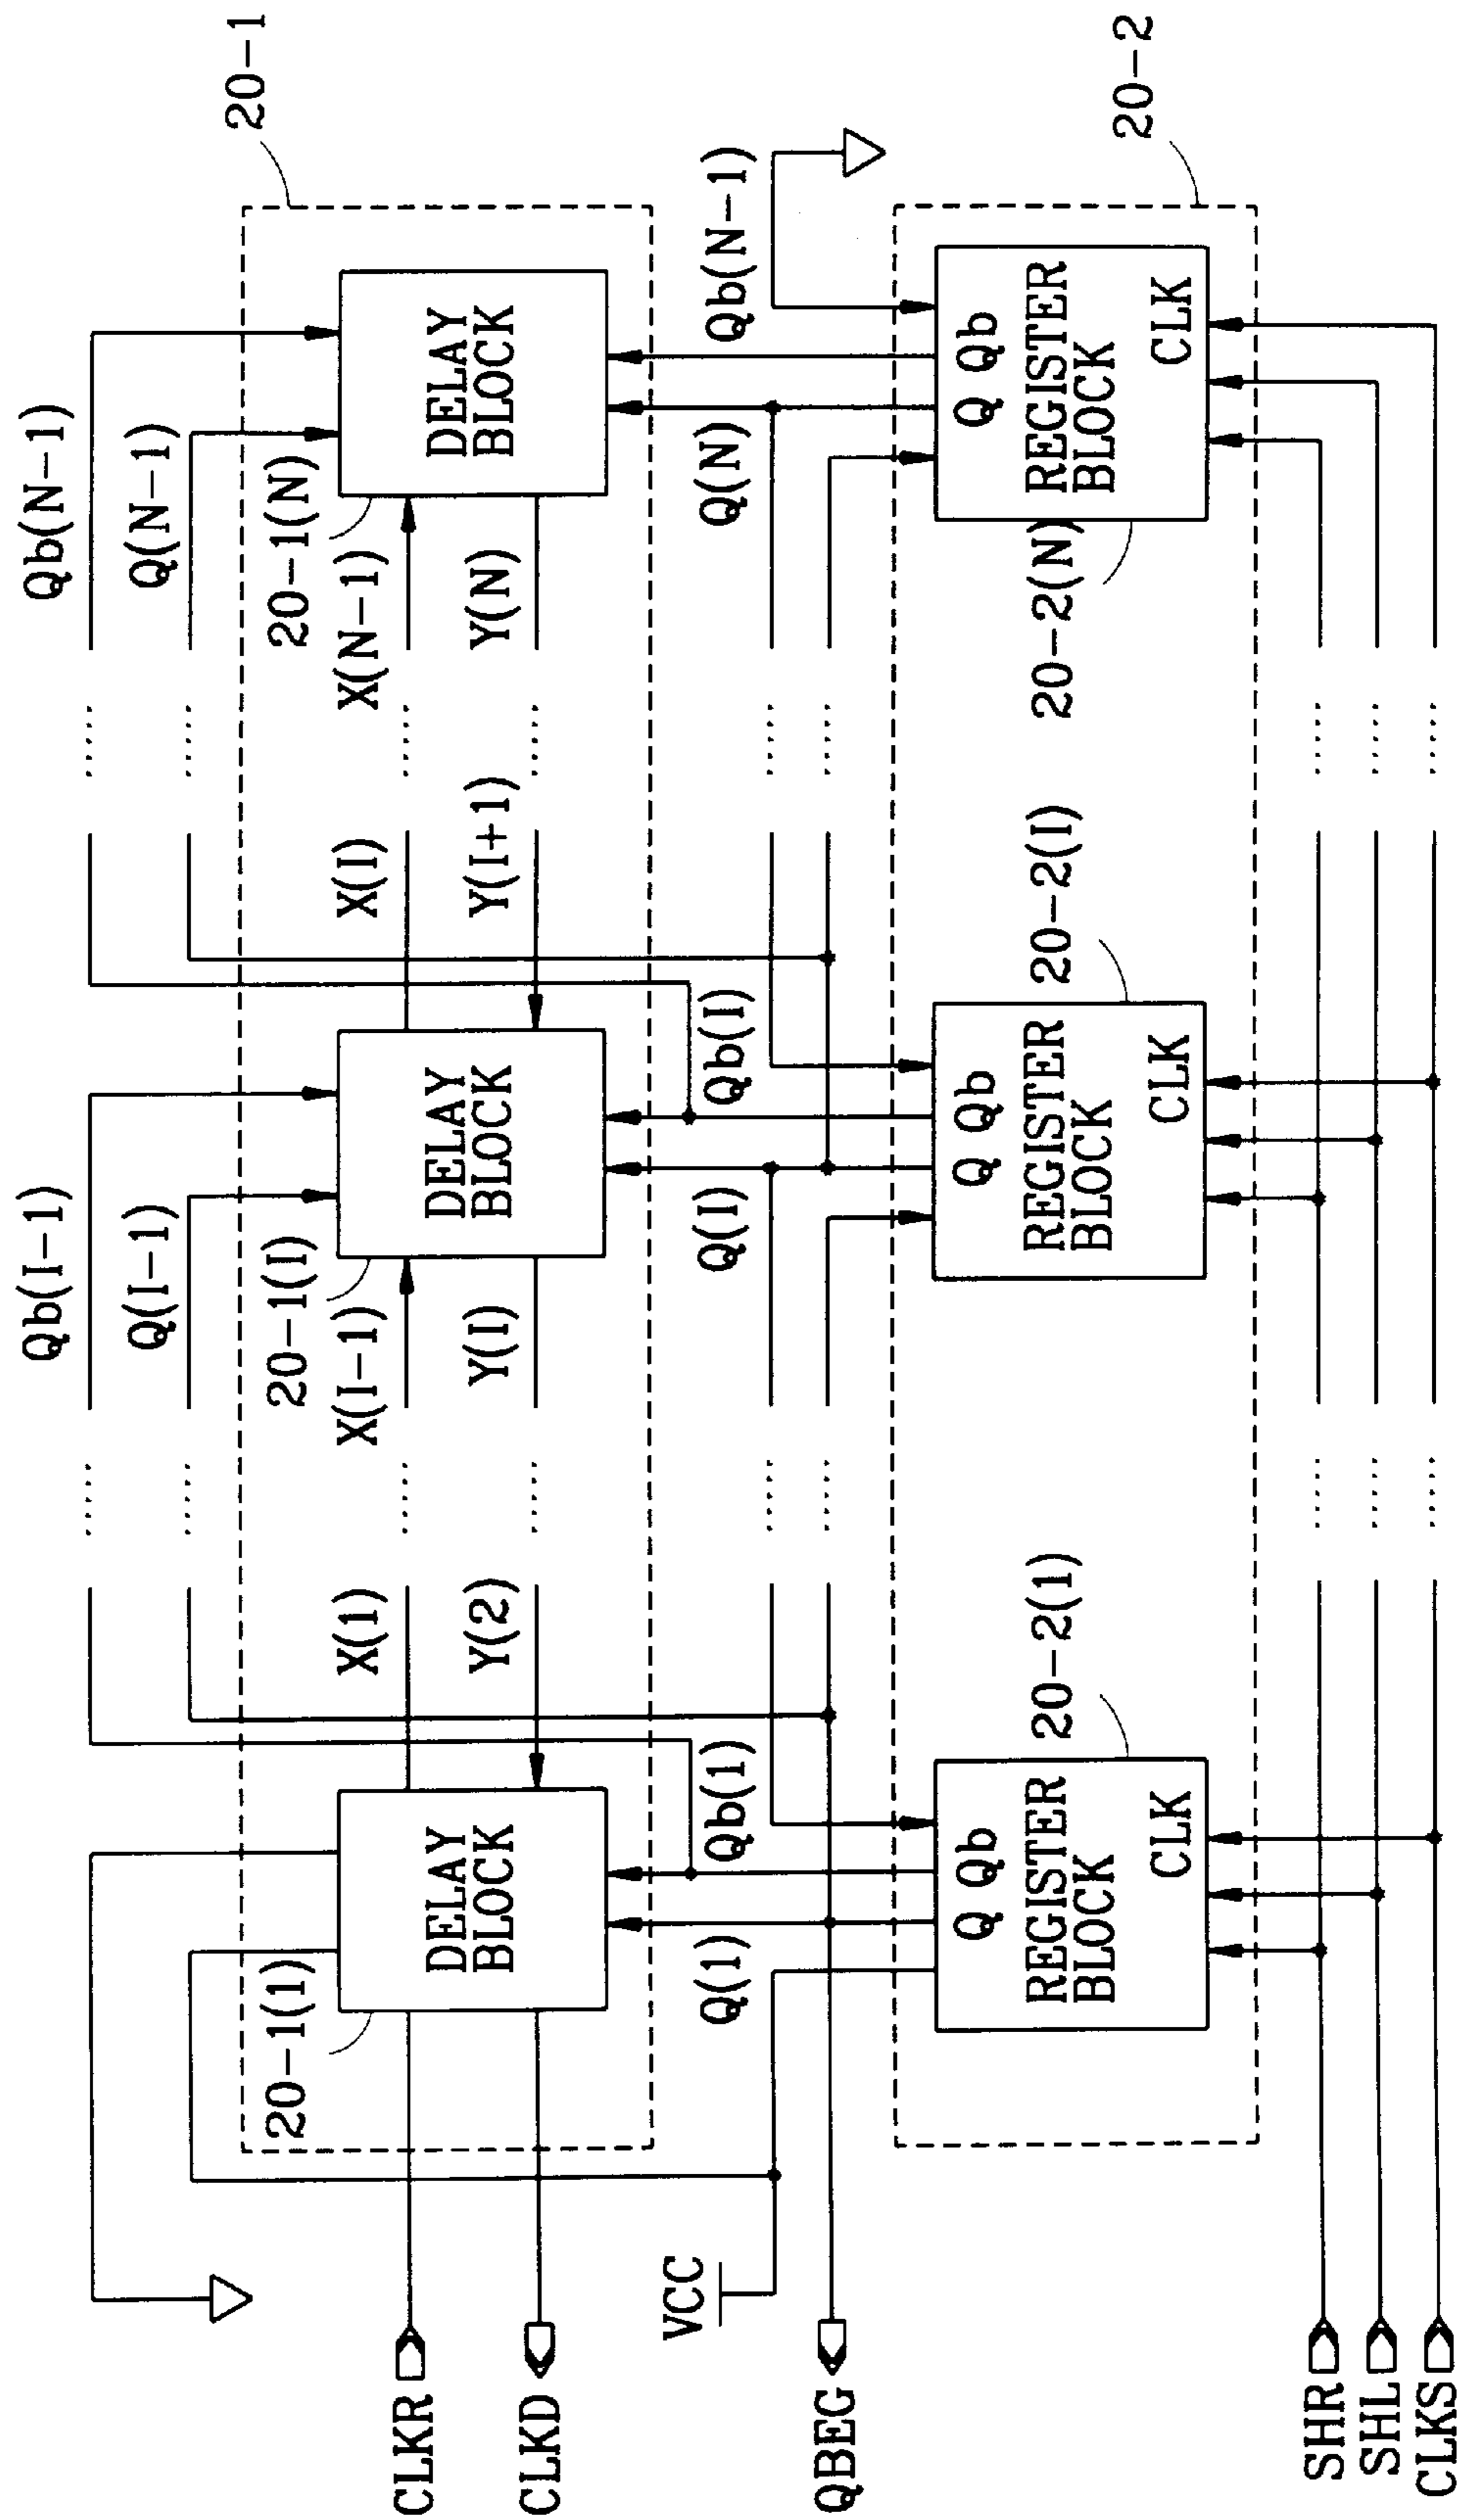 20-1
Qb(I-1)
Qb(N-1)
Q(I-1)
Q(N-1)
20-1(1)
20-1(I)
20-1(N)
X(1)
X(I-1)
X(I)
X(N-1)
DELAY
BLOCK
DELAY
BLOCK
DELAY
BLOCK
CLKR
CLKD
Y(2)
Y(I)
Y(I+1)
Y(N)
VCC
Q(1)
Qb(1)
Q(I)
Qb(I)
Q(N)
Qb(N-1)
QBEG
Q Qb
REGISTER
BLOCK
CLK
Q Qb
REGISTER
BLOCK
CLK
Q Qb
REGISTER
BLOCK
CLK
20-2(1)
20-2(I)
20-2(N)
20-2
SHR
SHL
CLKS